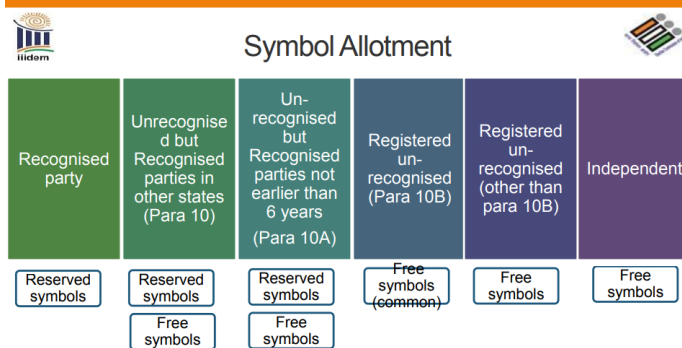 iiidem
Symbol Allotment
Recognised
party
Unrecognise
d but
Recognised
parties in
other states
(Para 10)
Un-
recognised
but
Recognised
parties not
earlier than
6 years
(Para 10A)
Registered
un-
recognised
(Para 10B)
Registered
un-
recognised
(other than
para 10B)
Independent
Reserved
symbols
Reserved
symbols
Free
symbols
Reserved
symbols
Free
symbols
Free
symbols
(common)
Free
symbols
Free
symbols